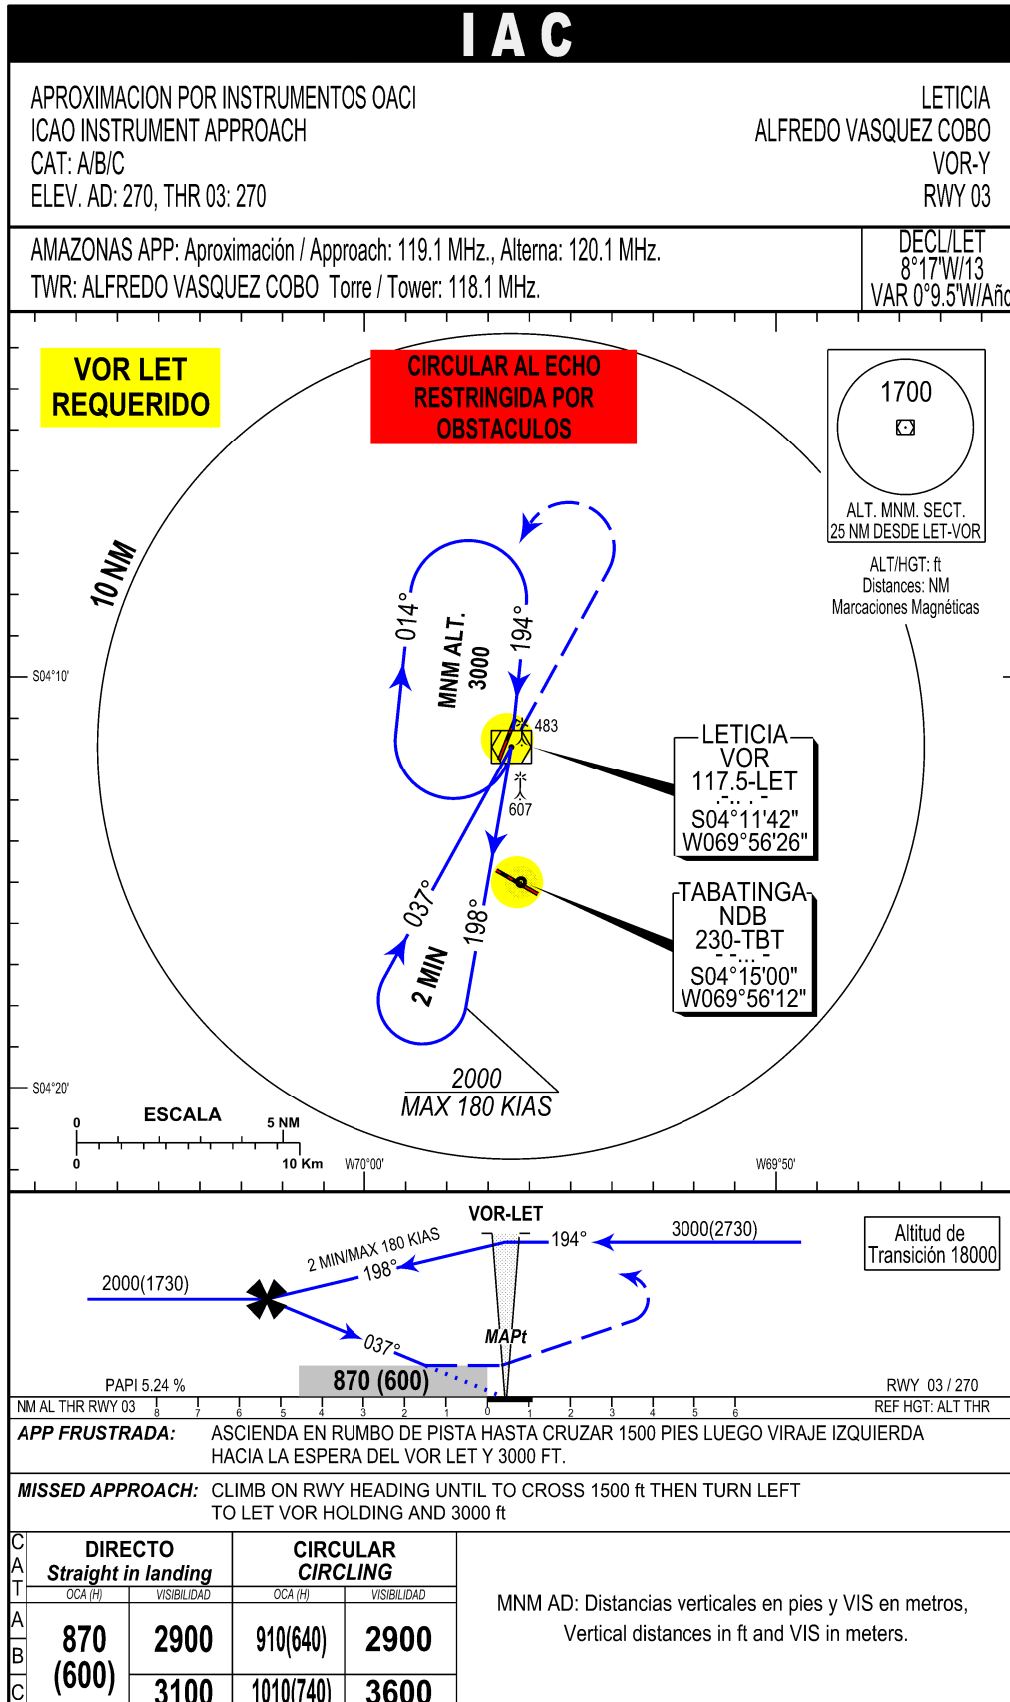 IAC
APROXIMACION POR INSTRUMENTOS OACI
ICAO INSTRUMENT APPROACH
CAT: A/B/C
ELEV. AD: 270, THR 03: 270
LETICIA
ALFREDO VASQUEZ COBO
VOR-Y
RWY 03
AMAZONAS APP: Aproximación / Approach: 119.1 MHz., Alterna: 120.1 MHz.
TWR: ALFREDO VASQUEZ COBO Torre / Tower: 118.1 MHz.
DECL/LET
8°17'W/13
VAR 0°9.5'W/Año
VOR LET
REQUERIDO
CIRCULAR AL ECHO
RESTRINGIDA POR
OBSTACULOS
1700
ALT. MNM. SECT.
25 NM DESDE LET-VOR
ALT/HGT: ft
Distances: NM
Marcaciones Magnéticas
10 NM
014°
MNM ALT.
3000
194°
S04°10'
483
607
LETICIA
VOR
117.5-LET
.-.. . -
S04°11'42"
W069°56'26"
TABATINGA
NDB
230-TBT
- -... -
S04°15'00"
W069°56'12"
037°
198°
2 MIN
2000
MAX 180 KIAS
S04°20'
ESCALA
0 5 NM
0 10 Km
W70°00'
W69°50'
VOR-LET
2 MIN/MAX 180 KIAS
198°
194°
3000(2730)
Altitud de
Transición 18000
2000(1730)
037°
MAPt
870 (600)
PAPI 5.24 %
RWY 03 / 270
NM AL THR RWY 03 8 7 6 5 4 3 2 1 0 1 2 3 4 5 6 REF HGT: ALT THR
APP FRUSTRADA: ASCIENDA EN RUMBO DE PISTA HASTA CRUZAR 1500 PIES LUEGO VIRAJE IZQUIERDA
HACIA LA ESPERA DEL VOR LET Y 3000 FT.
MISSED APPROACH: CLIMB ON RWY HEADING UNTIL TO CROSS 1500 ft THEN TURN LEFT
TO LET VOR HOLDING AND 3000 ft
CAT
DIRECTO
Straight in landing
CIRCULAR
CIRCLING
OCA (H) VISIBILIDAD OCA (H) VISIBILIDAD
A
B
C
870
(600)
2900
910(640)
2900
3100
1010(740)
3600
MNM AD: Distancias verticales en pies y VIS en metros,
Vertical distances in ft and VIS in meters.